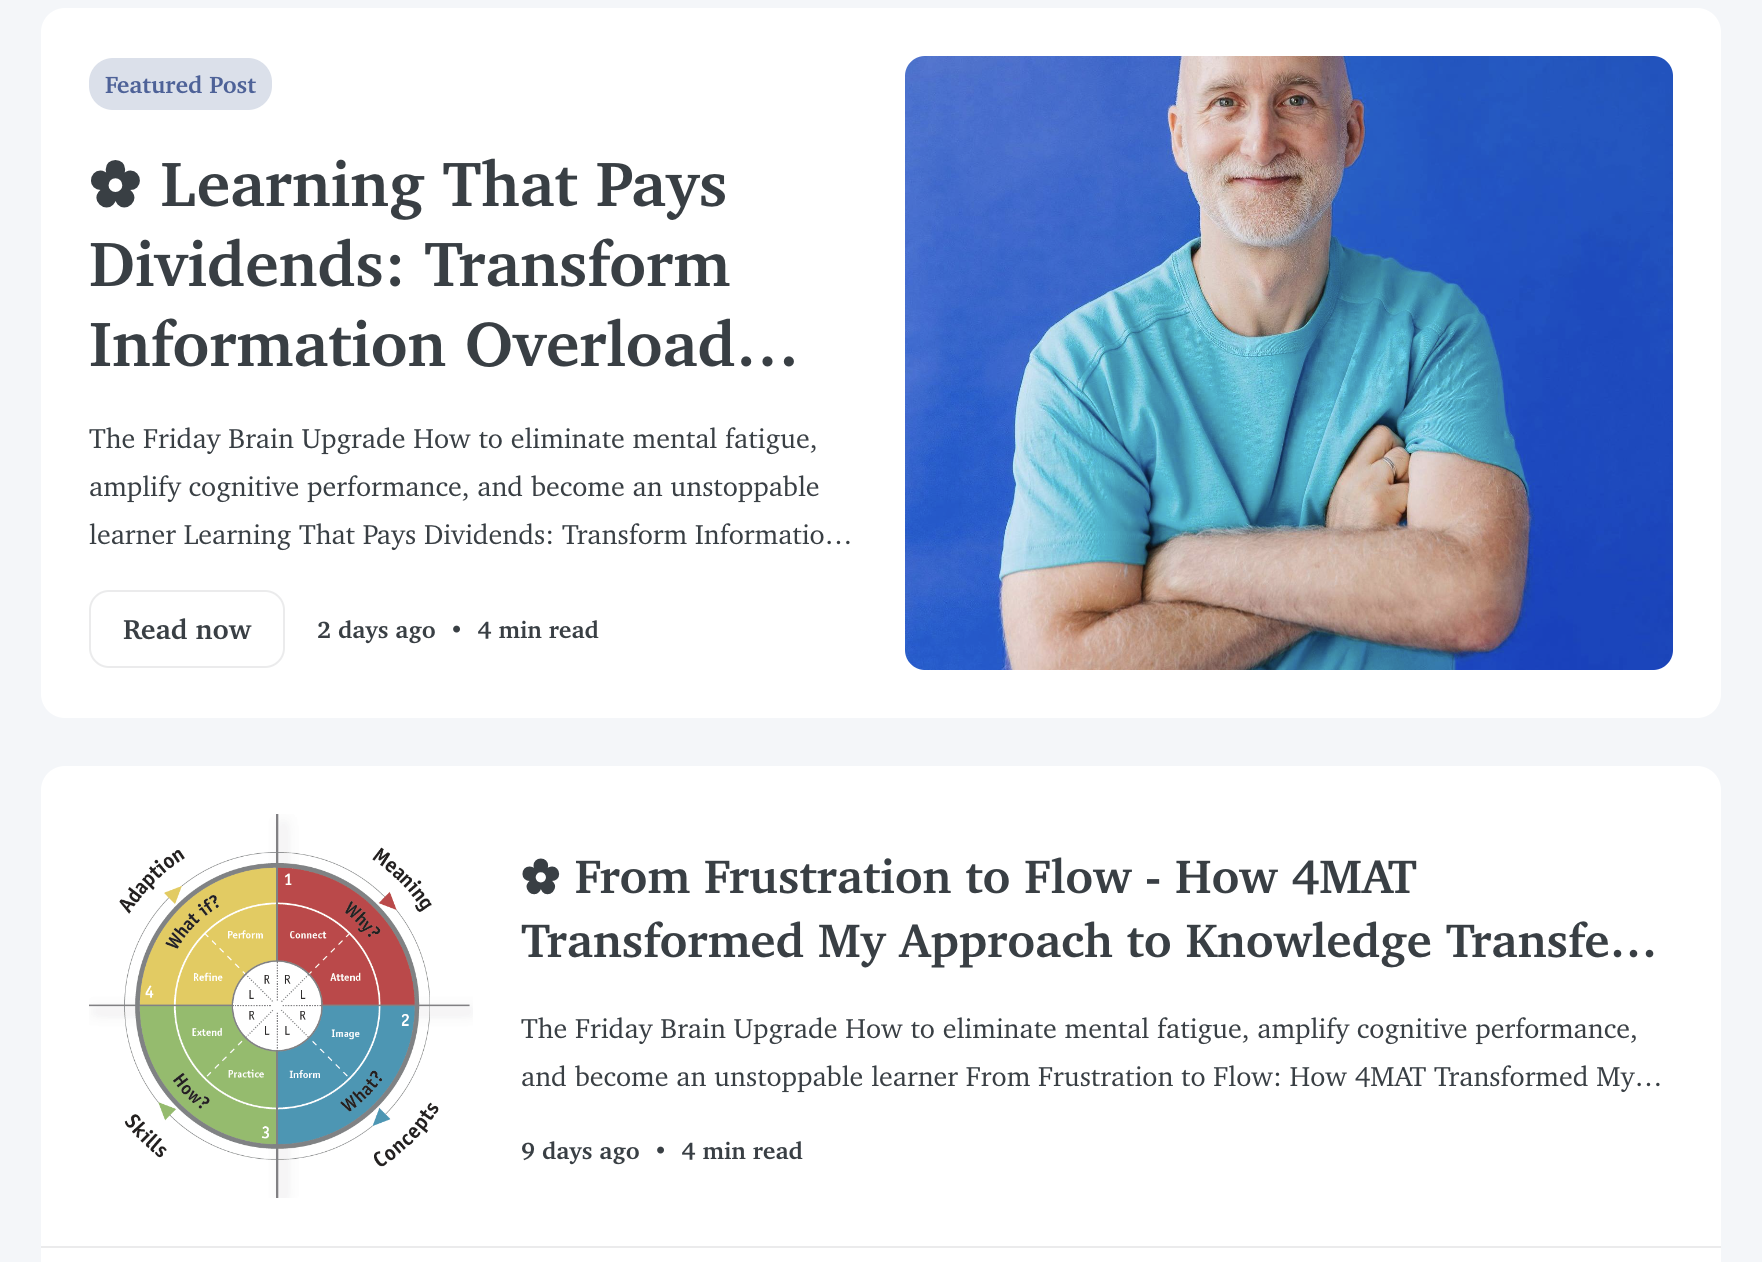 Featured Post
✿ Learning That Pays
Dividends: Transform
Information Overload…
The Friday Brain Upgrade How to eliminate mental fatigue,
amplify cognitive performance, and become an unstoppable
learner Learning That Pays Dividends: Transform Informatio…
Read now
2 days ago • 4 min read
Adaption
Meaning
What if?
1
Why?
Perform
Connect
Refine
Attend
R R
L L
4
R R
L L
2
Extend
Image
Practice
Inform
How?
What?
3
Skills
Concepts
✿ From Frustration to Flow - How 4MAT
Transformed My Approach to Knowledge Transfe…
The Friday Brain Upgrade How to eliminate mental fatigue, amplify cognitive performance,
and become an unstoppable learner From Frustration to Flow: How 4MAT Transformed My…
9 days ago • 4 min read